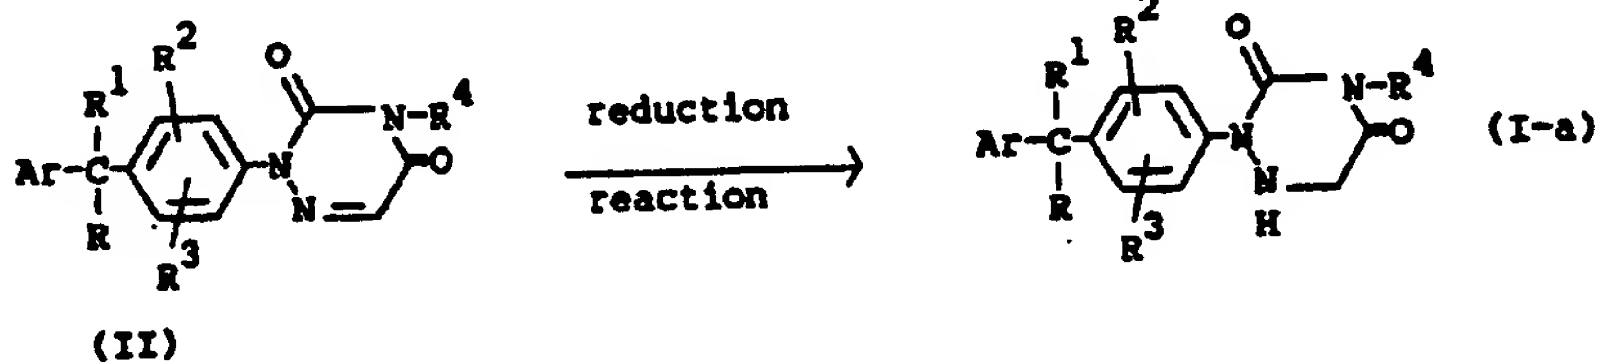 R2 O
R1 N-R4
Ar-C N O
R N
R3
(II)
reduction
reaction
R2 O
R1 N-R4
Ar-C N O
R N
H
R3
(I-a)